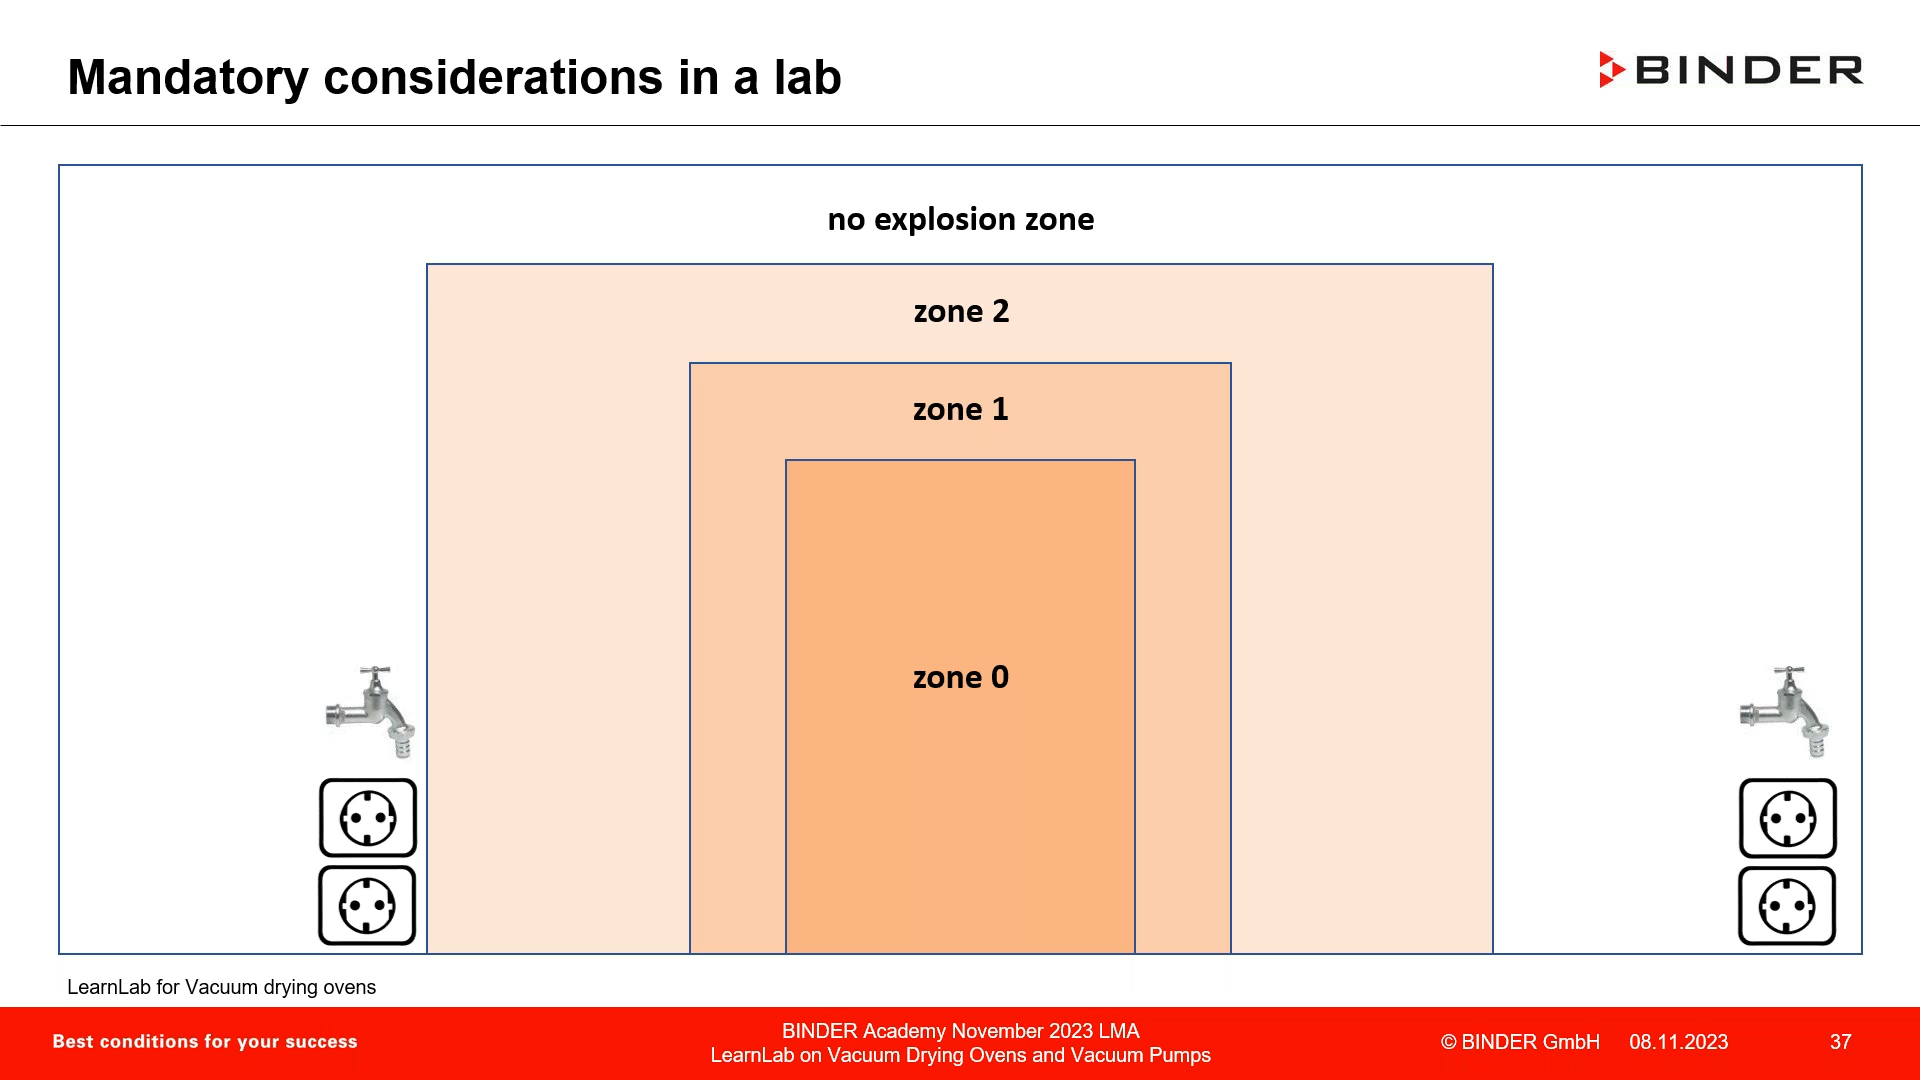 Mandatory considerations in a lab
BINDER
no explosion zone
zone 2
zone 1
zone 0
LearnLab for Vacuum drying ovens
Best conditions for your success
BINDER Academy November 2023 LMA
LearnLab on Vacuum Drying Ovens and Vacuum Pumps
© BINDER GmbH 08.11.2023 37